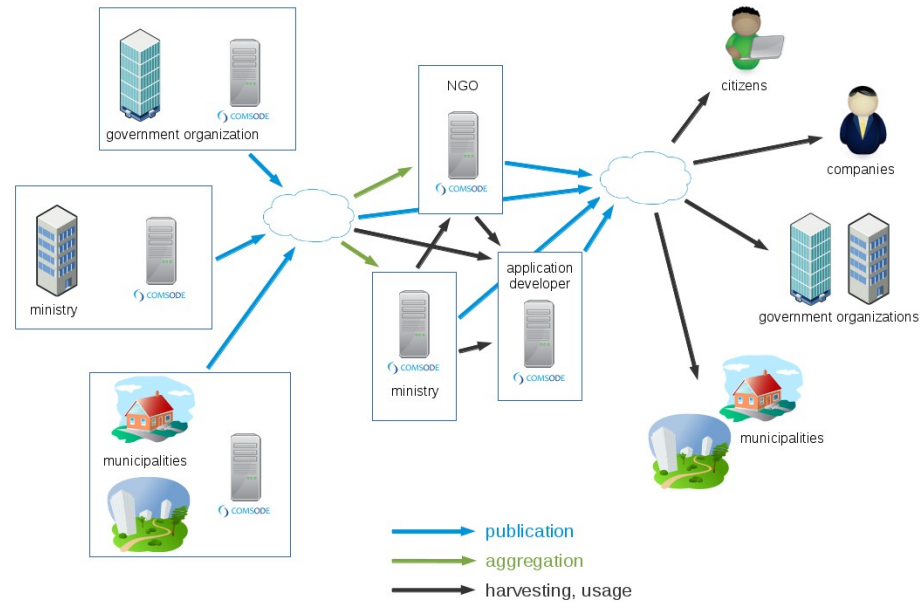 COMSODE
government organization
COMSODE
ministry
municipalities
COMSODE
NGO
COMSODE
COMSODE
ministry
application
developer
COMSODE
citizens
companies
government organizations
municipalities
publication
aggregation
harvesting, usage